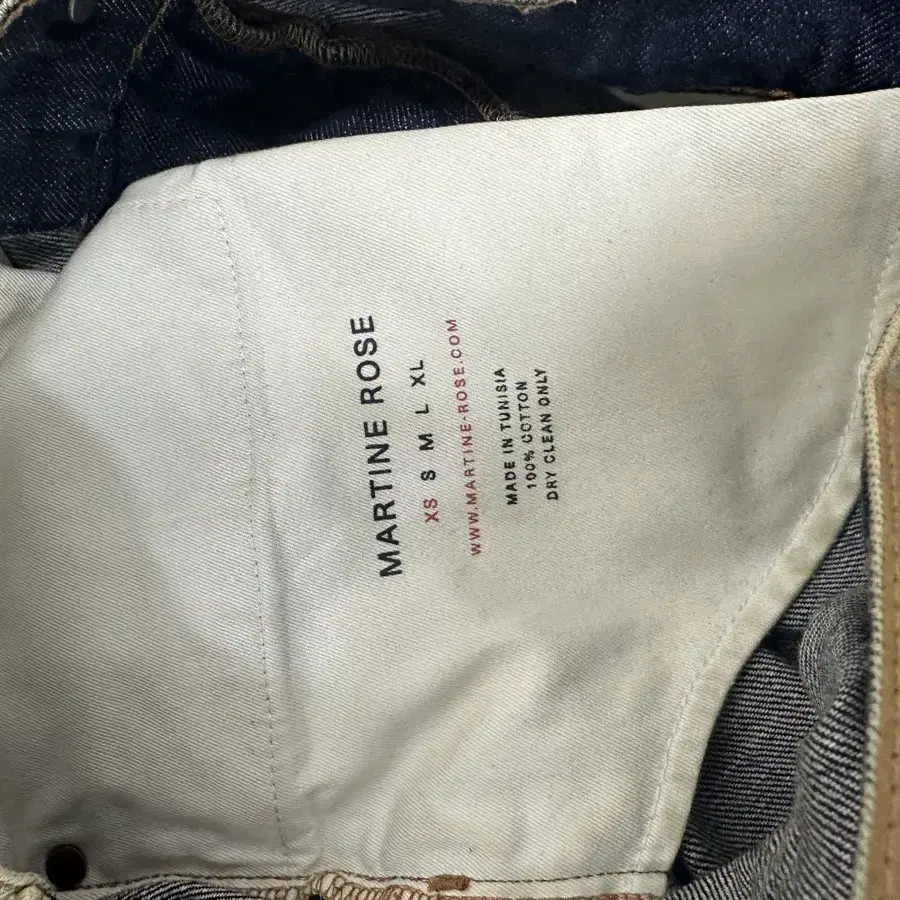 MARTINE ROSE
XS S M L XL
WWW.MARTINE-ROSE.COM
MADE IN TUNISIA
100% COTTON
DRY CLEAN ONLY